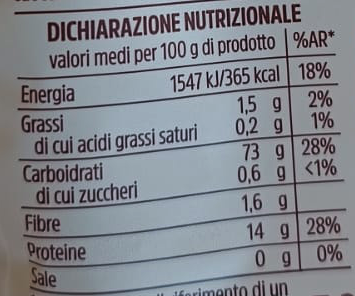 DICHIARAZIONE NUTRIZIONALE
valori medi per 100 g di prodotto %AR*
Energia 1547 kJ/365 kcal 18%
Grassi 1,5 g 2%
di cui acidi grassi saturi 0,2 g 1%
Carboidrati 73 g 28%
di cui zuccheri 0,6 g <1%
Fibre 1,6 g
Proteine 14 g 28%
Sale 0 g 0%
di un